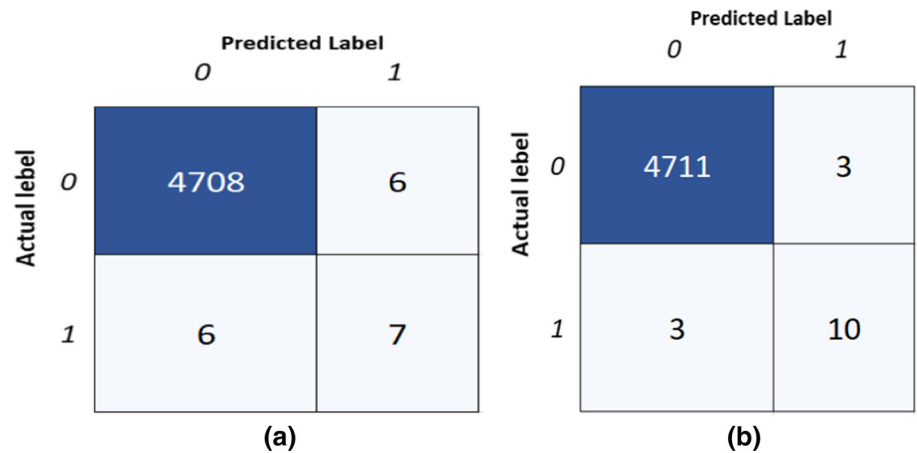 Predicted Label
0 1
Actual lebel
0 4708 6
1 6 7
(a)
Predicted Label
0 1
Actual lebel
0 4711 3
1 3 10
(b)